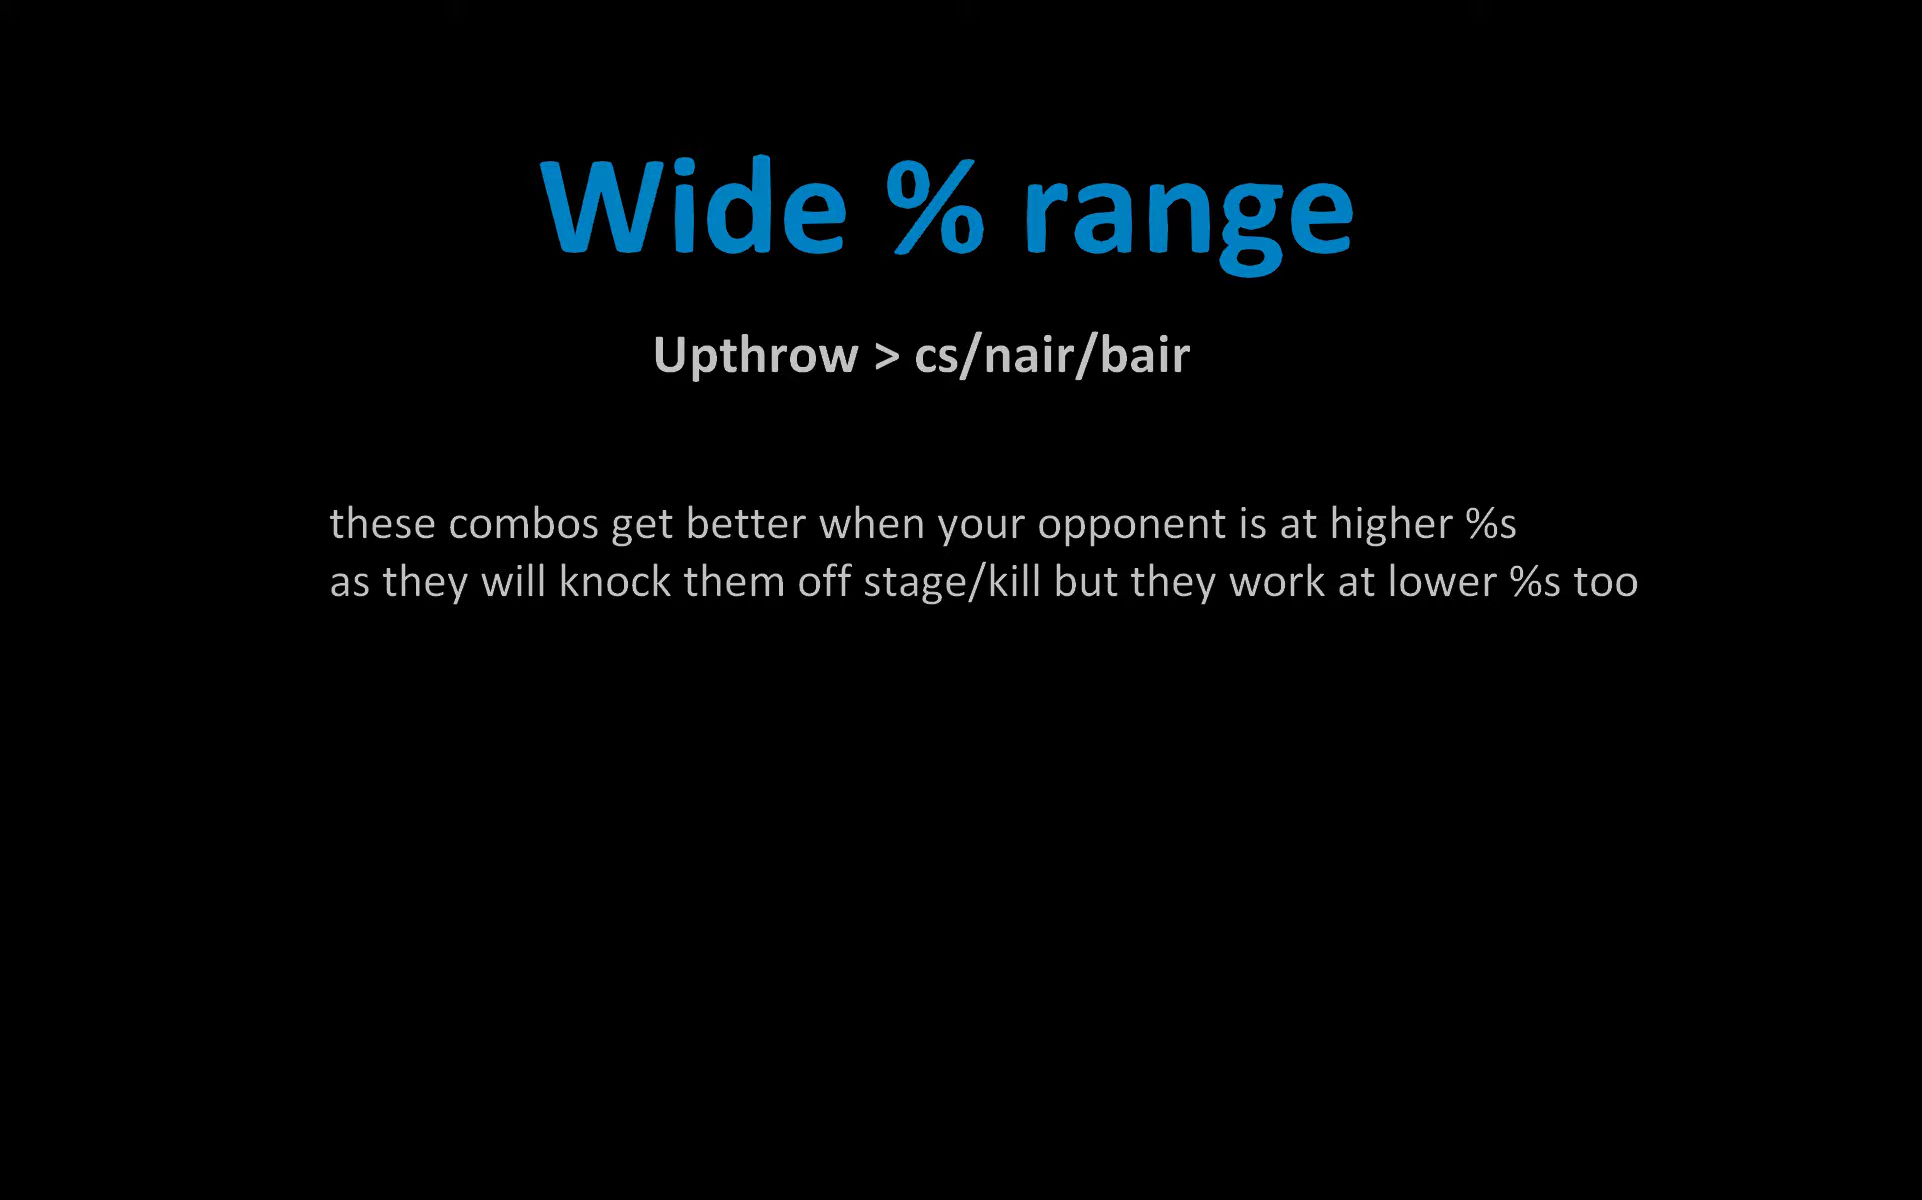 Wide % range
Upthrow > cs/nair/bair
these combos get better when your opponent is at higher %s
as they will knock them off stage/kill but they work at lower %s too